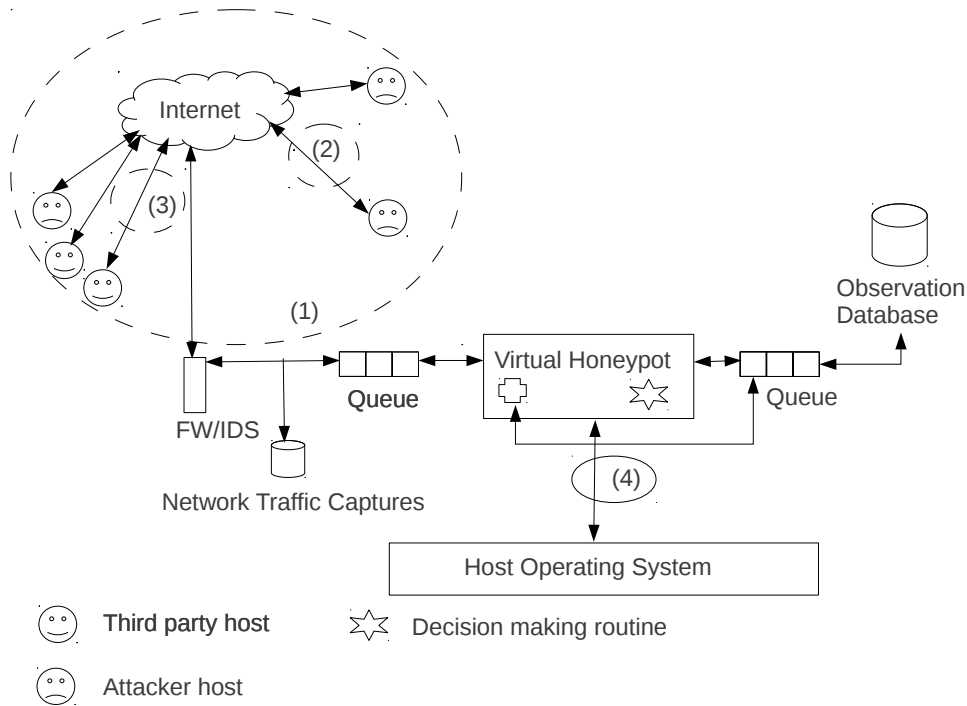 Internet
(2)
(3)
(1)
Observation
Database
Virtual Honeypot
Queue
Queue
FW/IDS
Network Traffic Captures
(4)
Host Operating System
Third party host
Decision making routine
Attacker host